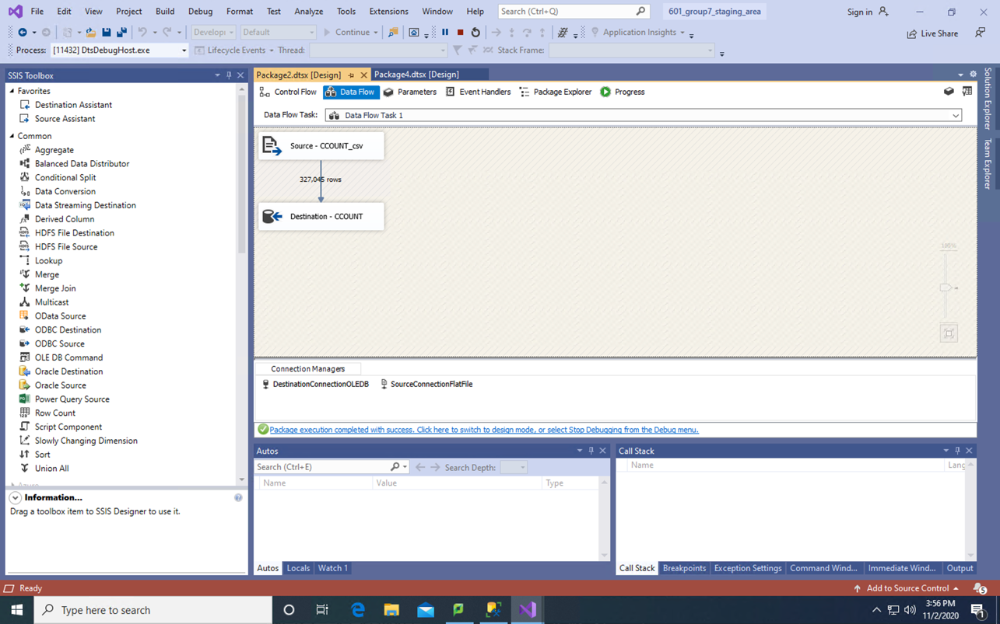 File Edit View Project Build Debug Format Test Analyze Tools Extensions Window Help Search (Ctrl+Q) 601_group7_staging_area Sign in
Develop Default Continue Application Insights Live Share
Process: [11432] DtsDebugHost.exe Lifecycle Events Thread: Stack Frame:
SSIS Toolbox
Favorites
Destination Assistant
Source Assistant
Common
Aggregate
Balanced Data Distributor
Conditional Split
Data Conversion
Data Streaming Destination
Derived Column
HDFS File Destination
HDFS File Source
Lookup
Merge
Merge Join
Multicast
OData Source
ODBC Destination
ODBC Source
OLE DB Command
Oracle Destination
Oracle Source
Power Query Source
Row Count
Script Component
Slowly Changing Dimension
Sort
Union All
Azure
Information...
Drag a toolbox item to SSIS Designer to use it.
Package2.dtsx [Design] Package4.dtsx [Design]
Control Flow Data Flow Parameters Event Handlers Package Explorer Progress
Data Flow Task: Data Flow Task 1
Source - CCOUNT_csv
327,045 rows
Destination - CCOUNT
100%
Connection Managers
DestinationConnectionOLEDB SourceConnectionFlatFile
Package execution completed with success. Click here to switch to design mode, or select Stop Debugging from the Debug menu.
Autos
Search (Ctrl+E) Search Depth:
Name Value Type
Autos Locals Watch 1
Call Stack
Name Lang
Call Stack Breakpoints Exception Settings Command Wind... Immediate Wind... Output
Solution Explorer
Team Explorer
Ready Add to Source Control 5
Type here to search
3:56 PM
11/2/2020
1